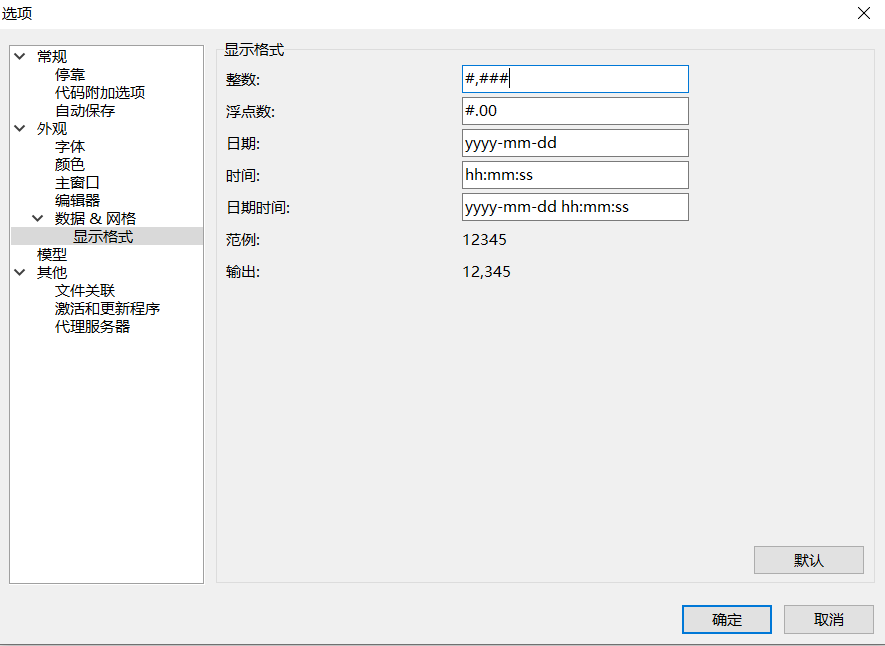 选项
常规
停靠
代码附加选项
自动保存
外观
字体
颜色
主窗口
编辑器
数据 & 网格
显示格式
模型
其他
文件关联
激活和更新程序
代理服务器
显示格式
整数: #,###
浮点数: #.00
日期: yyyy-mm-dd
时间: hh:mm:ss
日期时间: yyyy-mm-dd hh:mm:ss
范例: 12345
输出: 12,345
默认
确定 取消